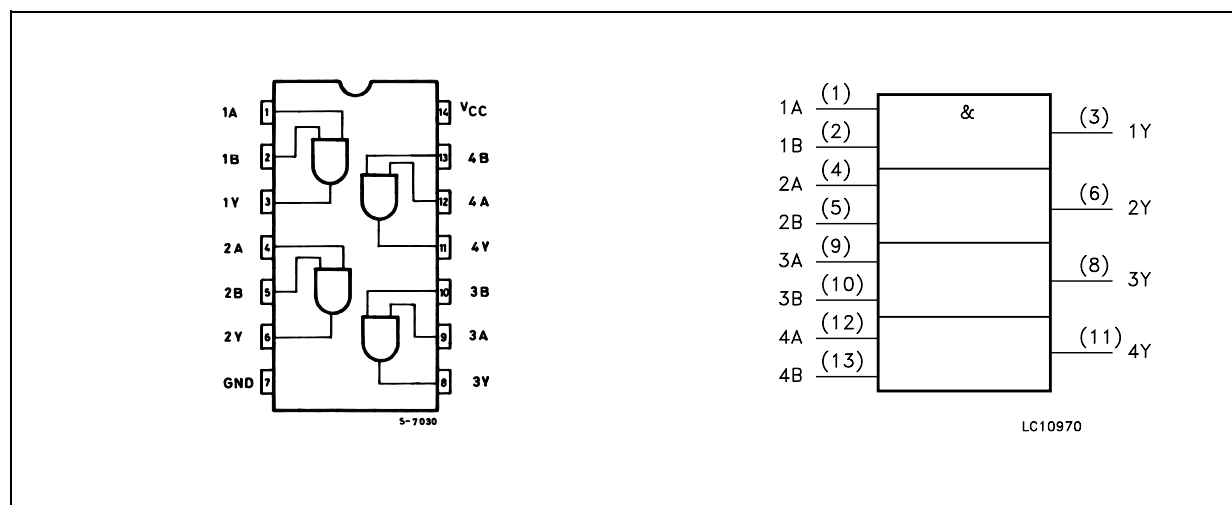 1A 1 14 VCC
1B 2 13 4B
1Y 3 12 4A
2A 4 11 4Y
2B 5 10 3B
2Y 6 9 3A
GND 7 8 3Y
S-7030
1A (1) &
(3) 1Y
1B (2)
2A (4)
(6) 2Y
2B (5)
3A (9)
(8) 3Y
3B (10)
4A (12)
(11) 4Y
4B (13)
LC10970